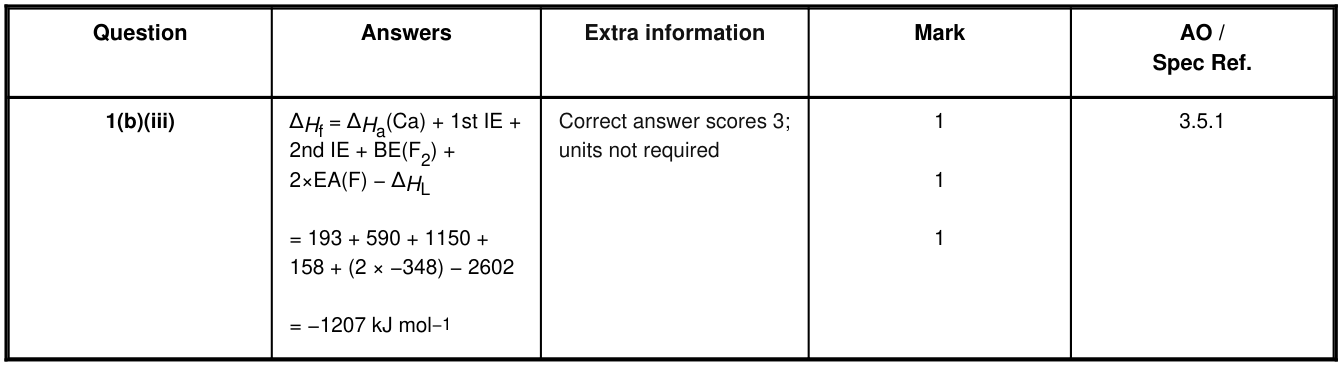 Question Answers Extra information Mark AO /
Spec Ref.
1(b)(iii) ΔHf = ΔHa(Ca) + 1st IE + Correct answer scores 3; 1 3.5.1
2nd IE + BE(F2) + units not required
2×EA(F) − ΔHL 1
= 193 + 590 + 1150 + 1
158 + (2 × −348) − 2602
= −1207 kJ mol−1